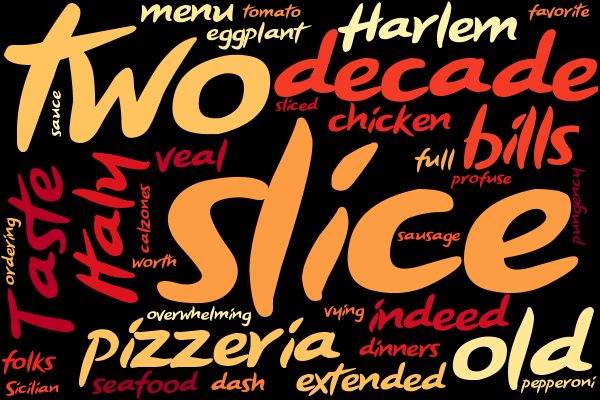 menu
tomato
Harlem
favorite
eggplant
two
decade
sauce
sliced
chicken
bills
full
veal
profuse
Taste
Italy
slice
pungency
calzones
ordering
worth
sausage
overwhelming
vying
indeed
pizzeria
old
dinners
folks
extended
pepperoni
Sicilian
seafood
dash